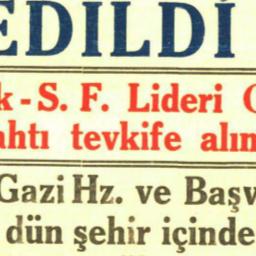 EDİLDİ
k-S. F. Lideri
ahtı tevkife alın
Gazi Hz. ve Başv
dün şehir içinde